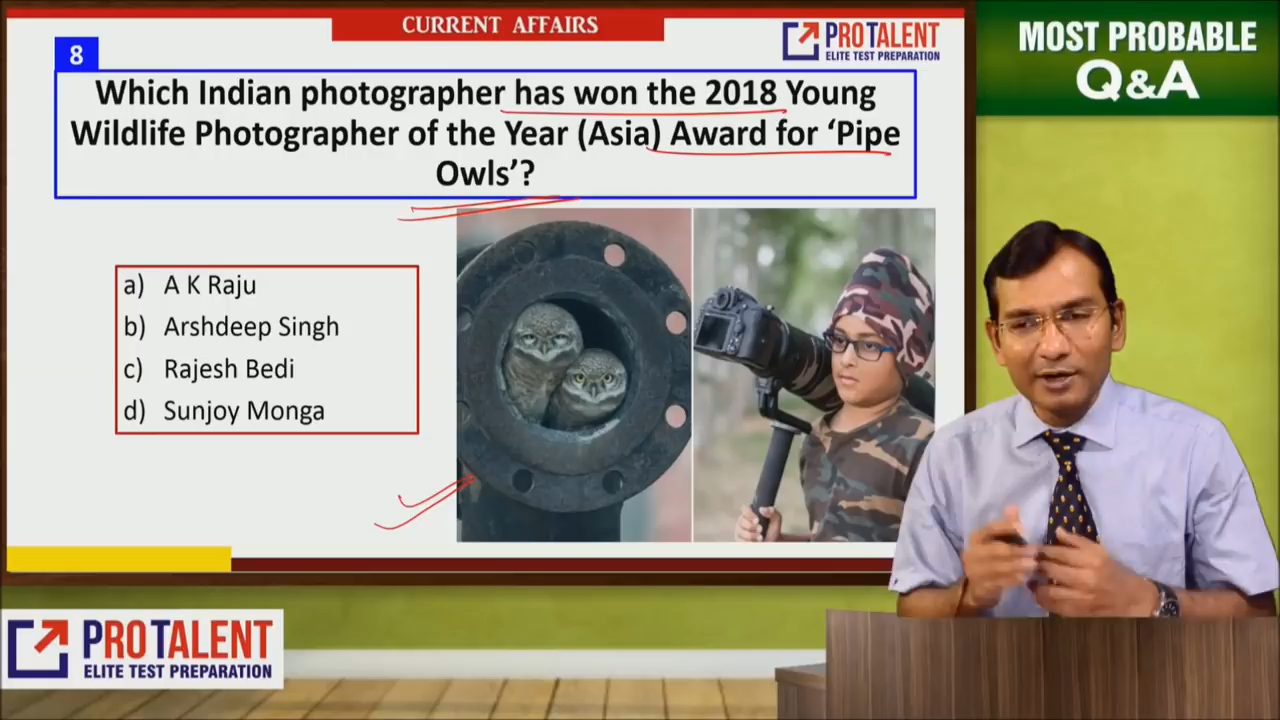 CURRENT AFFAIRS
PROTALENT
ELITE TEST PREPARATION
MOST PROBABLE
Q&A
8
Which Indian photographer has won the 2018 Young
Wildlife Photographer of the Year (Asia) Award for ‘Pipe
Owls’?
a) A K Raju
b) Arshdeep Singh
c) Rajesh Bedi
d) Sunjoy Monga
PROTALENT
ELITE TEST PREPARATION